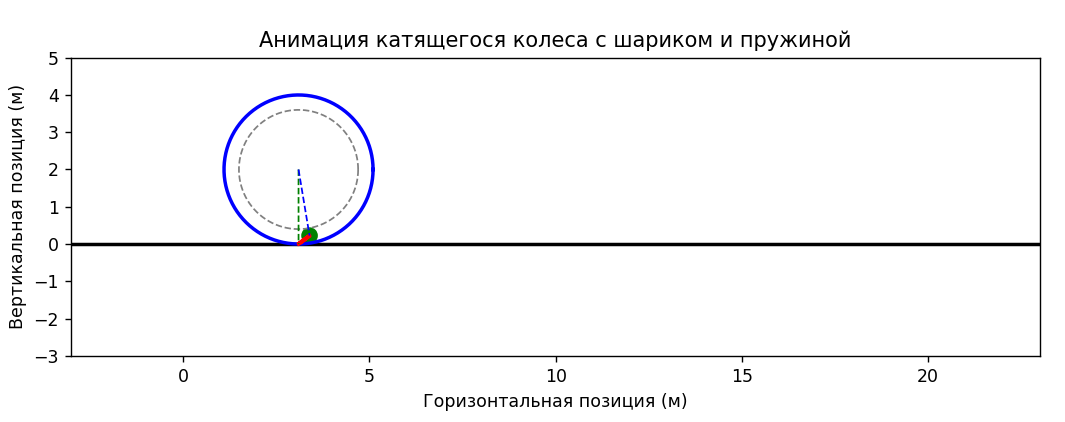 Анимация катящегося колеса с шариком и пружиной
Вертикальная позиция (м)
5
4
3
2
1
0
−1
−2
−3
0 5 10 15 20
Горизонтальная позиция (м)